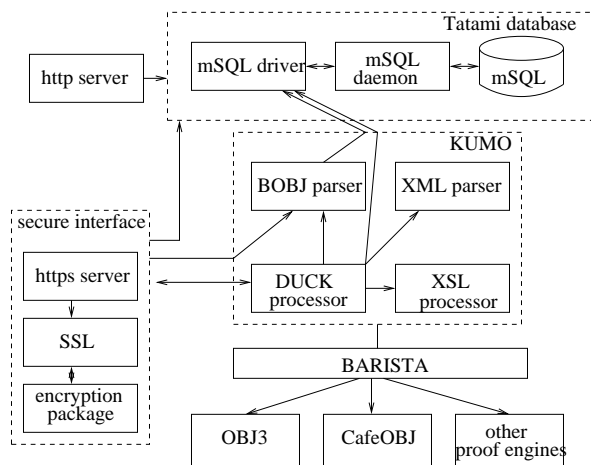 Tatami database
http server
mSQL driver
mSQL
daemon
mSQL
KUMO
BOBJ parser
XML parser
secure interface
https server
DUCK
processor
XSL
processor
SSL
BARISTA
encryption
package
OBJ3
CafeOBJ
other
proof engines